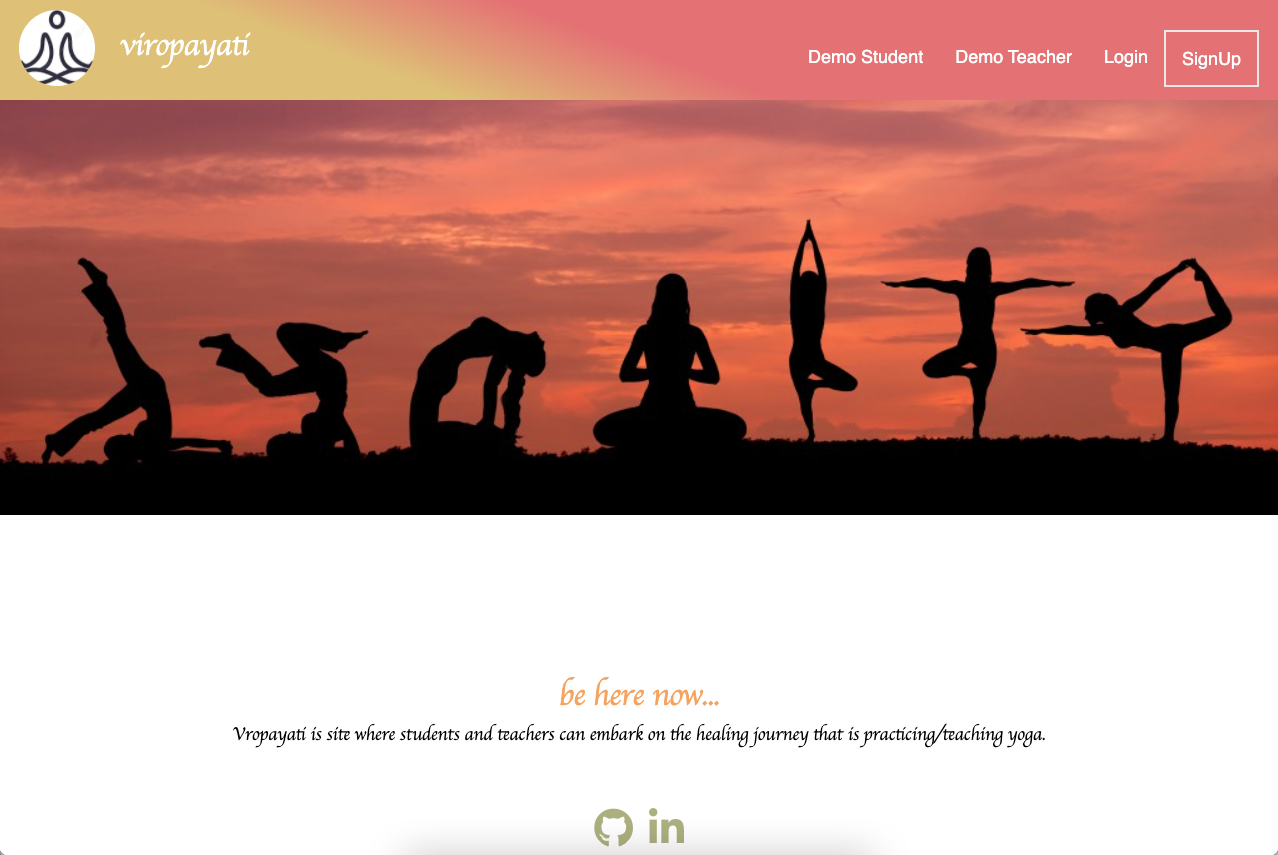 viropayati
Demo Student
Demo Teacher
Login
SignUp
be here now...
Vropayati is site where students and teachers can embark on the healing journey that is practicing/teaching yoga.
in